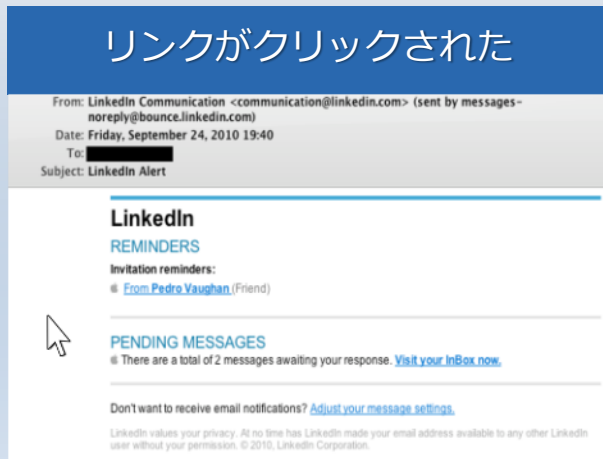 リンクがクリックされた
From: LinkedIn Communication <communication@linkedin.com> (sent by messages-
noreply@bounce.linkedin.com)
Date: Friday, September 24, 2010 19:40
To:
Subject: LinkedIn Alert
LinkedIn
REMINDERS
Invitation reminders:
From Pedro Vaughan (Friend)
PENDING MESSAGES
There are a total of 2 messages awaiting your response. Visit your InBox now.
Don't want to receive email notifications? Adjust your message settings.
LinkedIn values your privacy. At no time has LinkedIn made your email address available to any other LinkedIn
user without your permission. © 2010, LinkedIn Corporation.